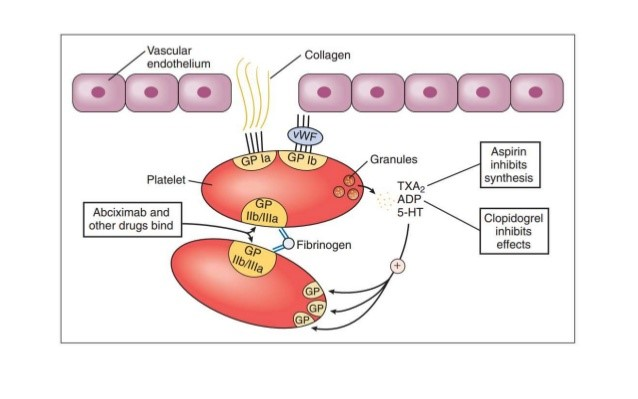 Vascular
endothelium
Collagen
vWF
GP Ia
GP Ib
Granules
Platelet
TXA₂
ADP
5-HT
Aspirin
inhibits
synthesis
Clopidogrel
inhibits
effects
Abciximab and
other drugs bind
GP
IIb/IIIa
Fibrinogen
GP
IIb/IIIa
+
GP
GP
GP